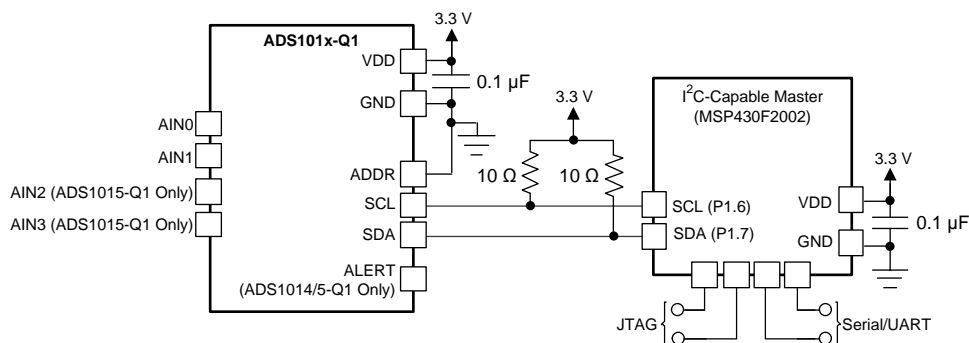 3.3 V
ADS101x-Q1
VDD
0.1 µF
GND
3.3 V
I²C-Capable Master
(MSP430F2002)
AIN0
AIN1
3.3 V
ADDR
10 Ω
10 Ω
AIN2 (ADS1015-Q1 Only)
SCL
SCL (P1.6)
VDD
AIN3 (ADS1015-Q1 Only)
0.1 µF
SDA
SDA (P1.7)
GND
ALERT
(ADS1014/5-Q1 Only)
JTAG
Serial/UART